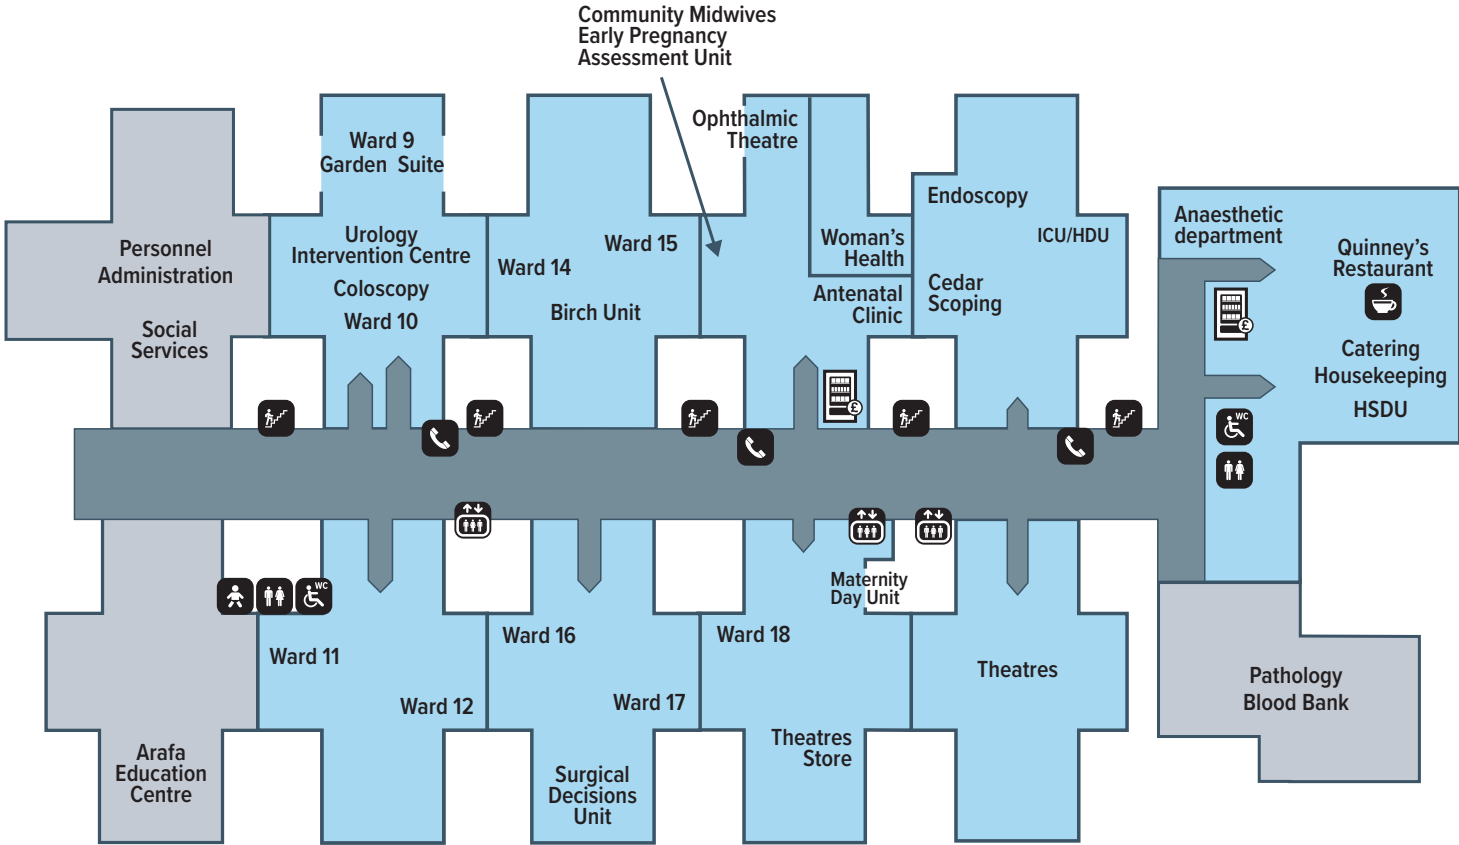 Community Midwives
Early Pregnancy
Assessment Unit
Personnel
Administration
Social
Services
Ward 9
Garden Suite
Urology
Intervention Centre
Coloscopy
Ward 10
Ward 14
Ward 15
Birch Unit
Ophthalmic
Theatre
Woman's
Health
Antenatal
Clinic
Endoscopy
ICU/HDU
Cedar
Scoping
Anaesthetic
department
Quinney's
Restaurant
£
Catering
Housekeeping
HSDU
£
WC
WC
Ward 11
Ward 12
Arafa
Education
Centre
Ward 16
Ward 17
Surgical
Decisions
Unit
Maternity
Day Unit
Ward 18
Theatres
Store
Theatres
Pathology
Blood Bank